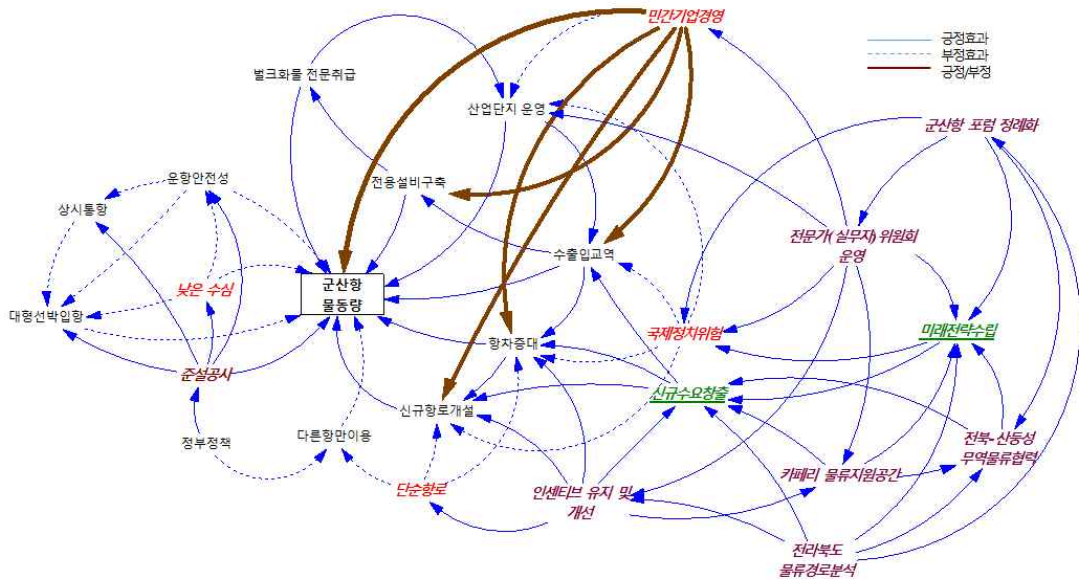 민간기업경영
긍정효과
부정효과
긍정/부정
벌크화물 전문취급
산업단지 운영
군산항 포럼 정례화
운항안전성
전용설비구축
상시통항
전문가(실무자) 위원회
운영
수출입교역
낮은 수심
군산항
물동량
대형선박입항
국제정치위험
미래전략수립
항차증대
준설공사
신규수요창출
신규항로개설
정부정책
다른항만이용
전북-산동성
무역물류협력
카페리 물류지원공간
단순항로
인센티브 유지 및
개선
전라북도
물류경로분석